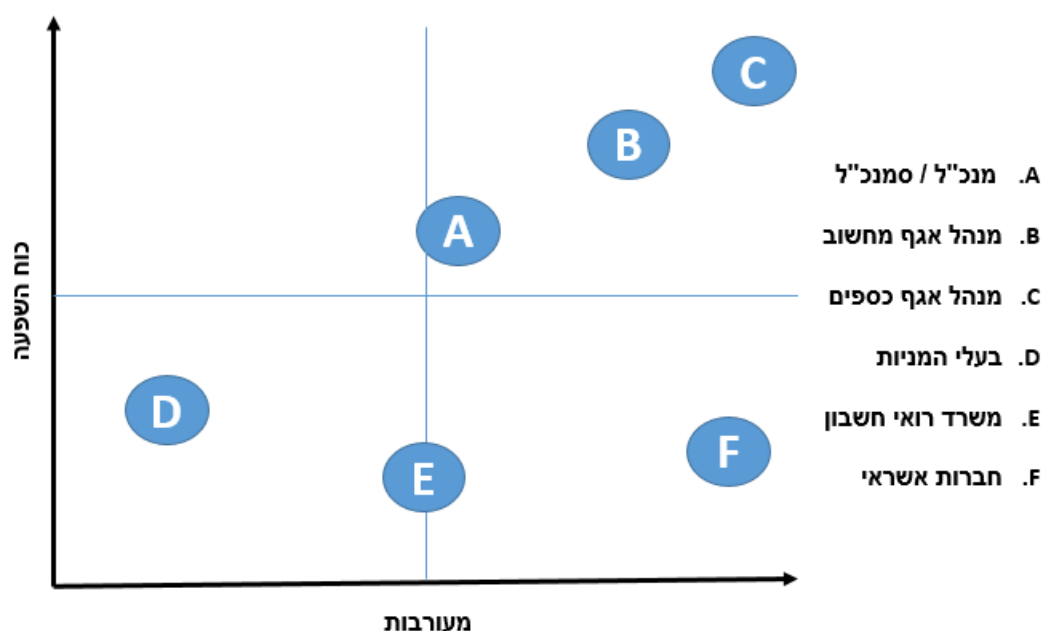 C
B
A
D
E
F
כוח השפעה
מעורבות
A. מנכ"ל / סמנכ"ל
B. מנהל אגף מחשוב
C. מנהל אגף כספים
D. בעלי המניות
E. משרד רואי חשבון
F. חברות אשראי